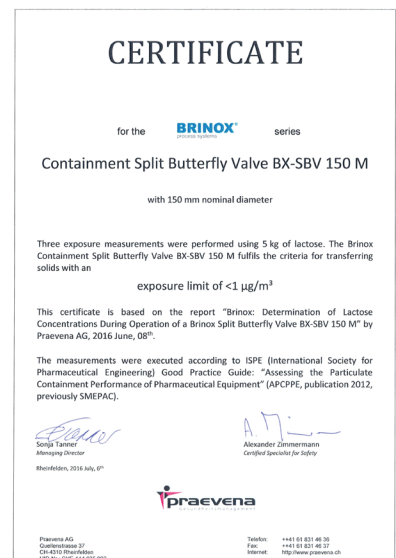 CERTIFICATE
for the BRINOX® series
process systems
Containment Split Butterfly Valve BX-SBV 150 M
with 150 mm nominal diameter
Three exposure measurements were performed using 5 kg of lactose. The Brinox
Containment Split Butterfly Valve BX-SBV 150 M fulfils the criteria for transferring
solids with an
exposure limit of <1 µg/m³
This certificate is based on the report "Brinox: Determination of Lactose
Concentrations During Operation of a Brinox Split Butterfly Valve BX-SBV 150 M" by
Praevena AG, 2016 June, 08th.
The measurements were executed according to ISPE (International Society for
Pharmaceutical Engineering) Good Practice Guide: "Assessing the Particulate
Containment Performance of Pharmaceutical Equipment" (APCPPE, publication 2012,
previously SMEPAC).
Sonja Tanner Alexander Zimmermann
Managing Director Certified Specialist for Safety
Rheinfelden, 2016 July, 6th
praevena
gesundheitsmanagement
Praevena AG Telefon: ++41 61 831 46 36
Quellenstrasse 37 Fax: ++41 61 831 46 37
CH-4310 Rheinfelden Internet: http://www.praevena.ch